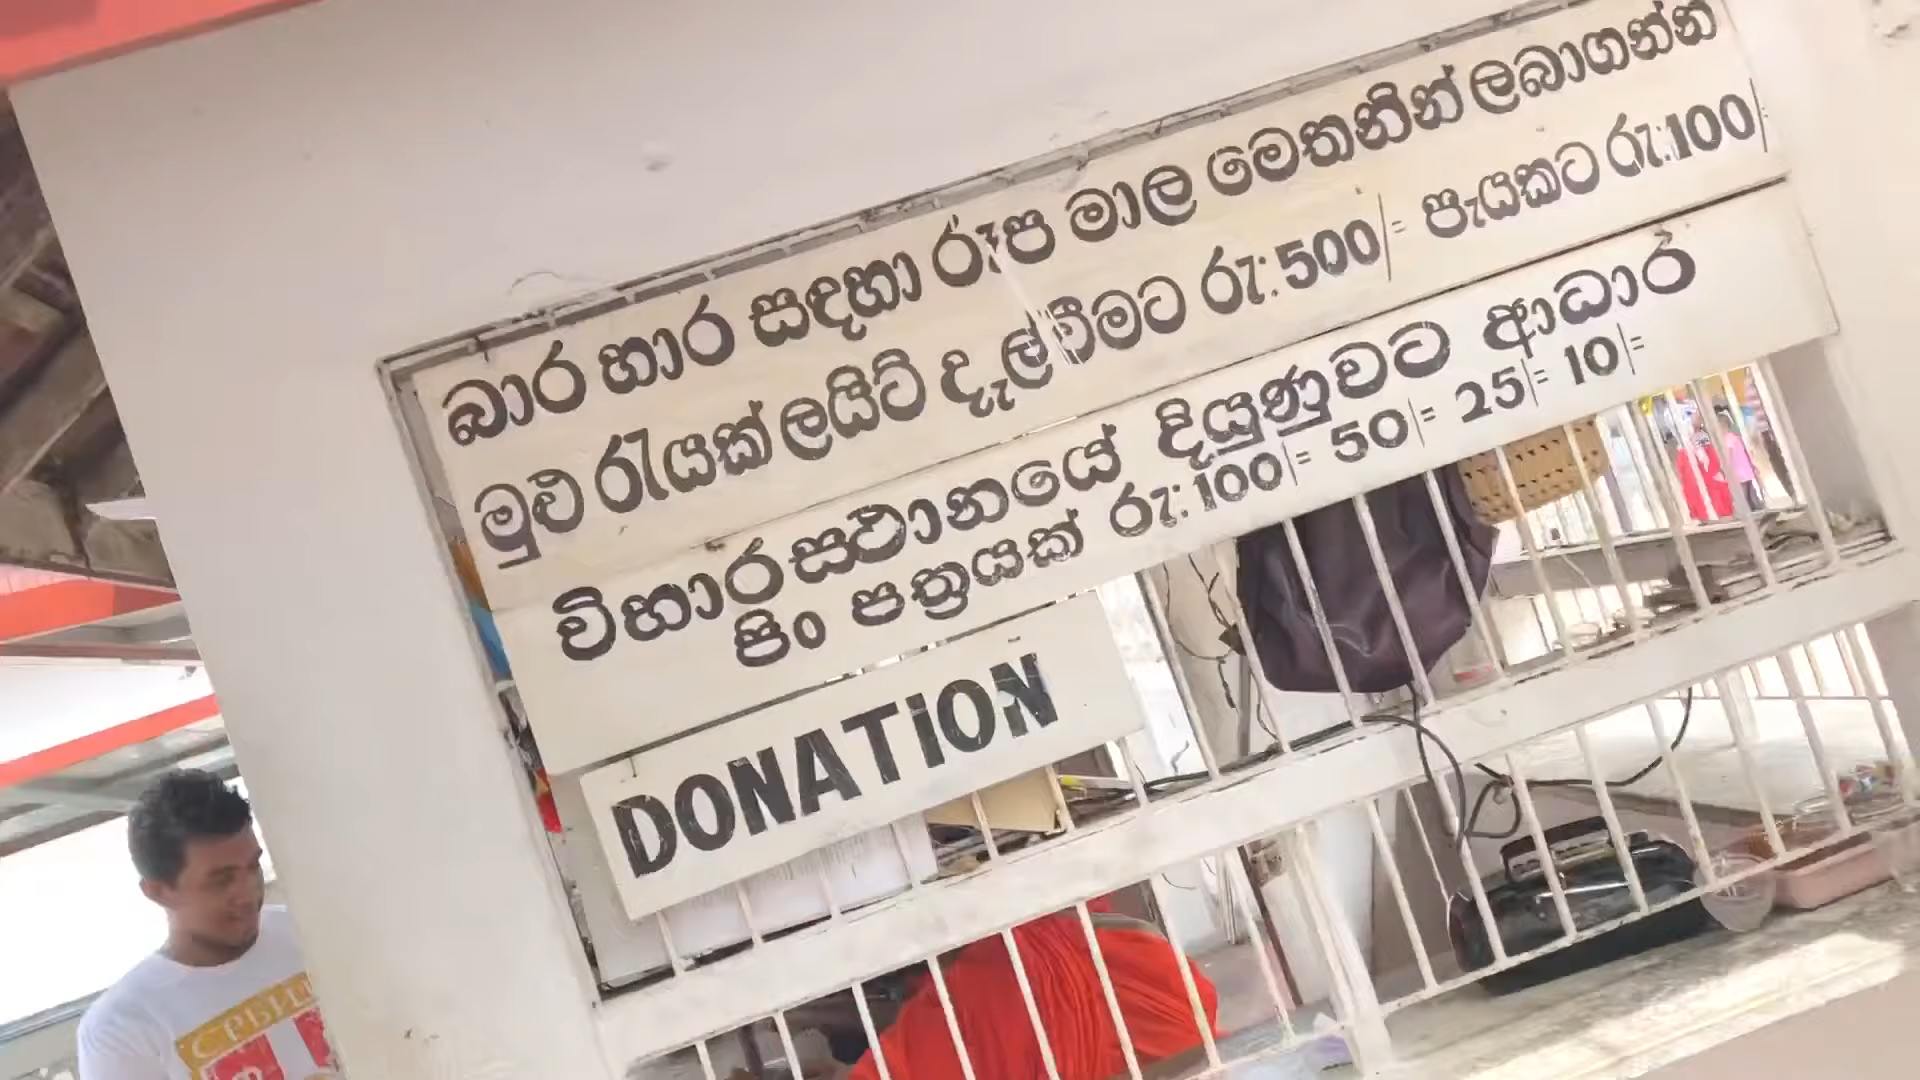 බාර හාර සඳහා රූප මාල මෙතනින් ලබාගන්න
මුළු රැයක් ලයිට් දැල්වීමට රු: 500/= පැයකට රු: 100/
විහාරස්ථානයේ දියුණුවට ආධාර
පිං පත්‍රයක් රු: 100/= 50/= 25/= 10/=
DONATION